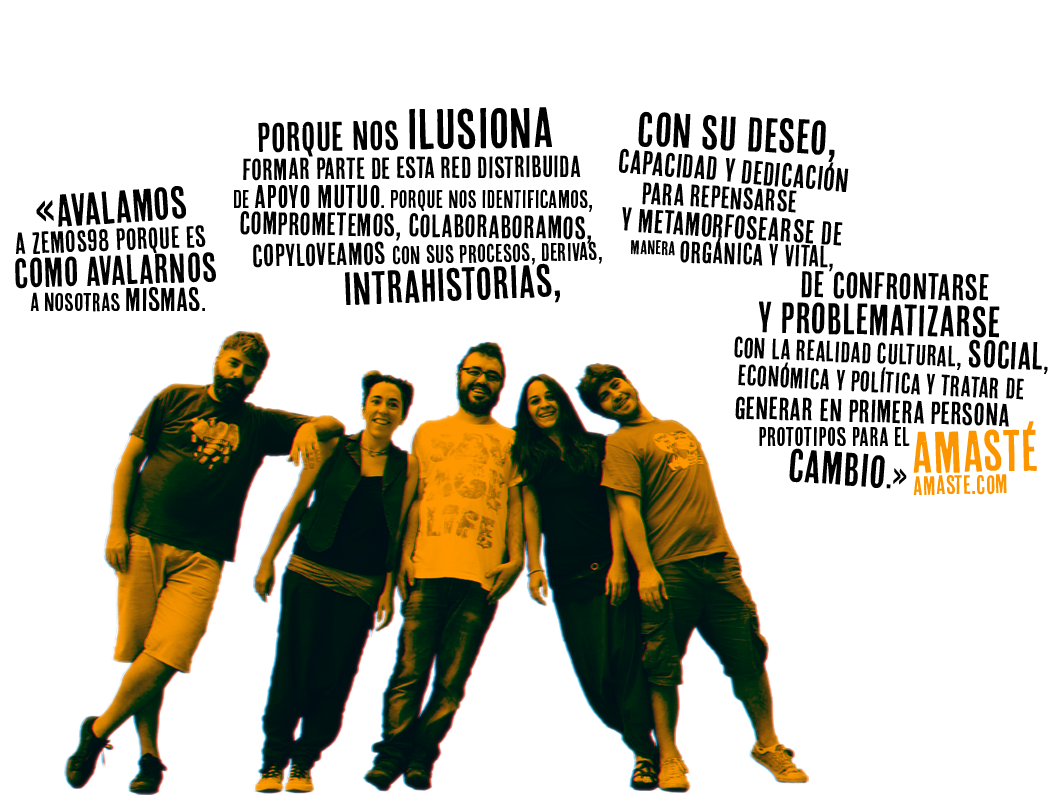 «AVALAMOS
A ZEMOS98 PORQUE ES
COMO AVALARNOS
A NOSOTRAS MISMAS.
PORQUE NOS ILUSIONA
FORMAR PARTE DE ESTA RED DISTRIBUIDA
DE APOYO MUTUO. PORQUE NOS IDENTIFICAMOS,
COMPROMETEMOS, COLABORABORAMOS,
COPYLOVEAMOS CON SUS PROCESOS, DERIVAS,
INTRAHISTORIAS,
CON SU DESEO,
CAPACIDAD Y DEDICACIÓN
PARA REPENSARSE
Y METAMORFOSEARSE DE
MANERA ORGÁNICA Y VITAL,
DE CONFRONTARSE
Y PROBLEMATIZARSE
CON LA REALIDAD CULTURAL, SOCIAL,
ECONÓMICA Y POLÍTICA Y TRATAR DE
GENERAR EN PRIMERA PERSONA
PROTOTIPOS PARA EL
CAMBIO.»
AMASTÉ
AMASTE.COM
LIFE